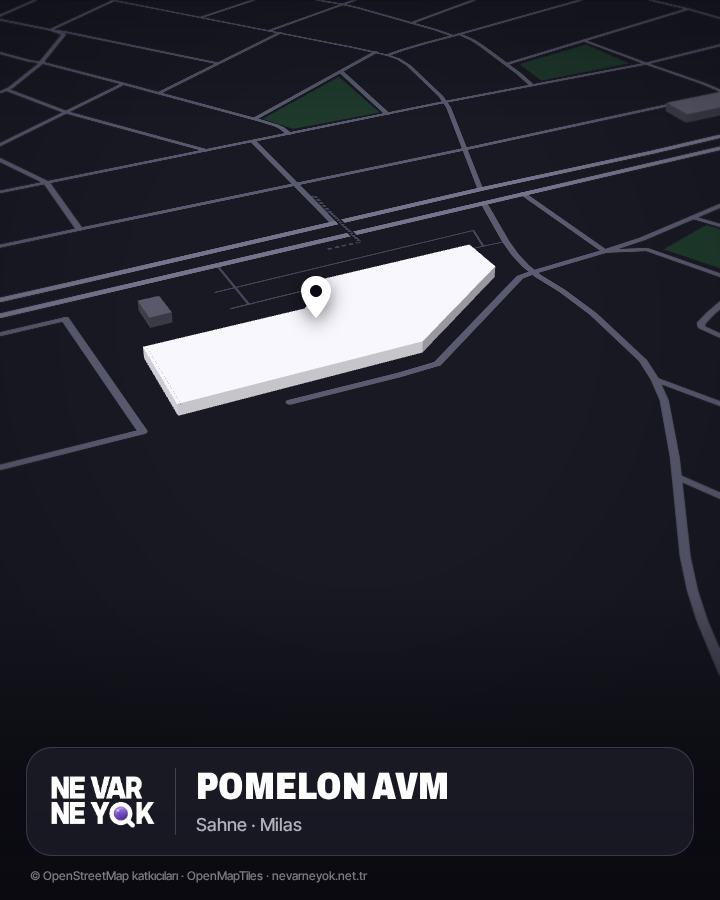 NE VAR
NE YOK
POMELON AVM
Sahne · Milas
© OpenStreetMap katkıcıları · OpenMapTiles · nevarneyok.net.tr